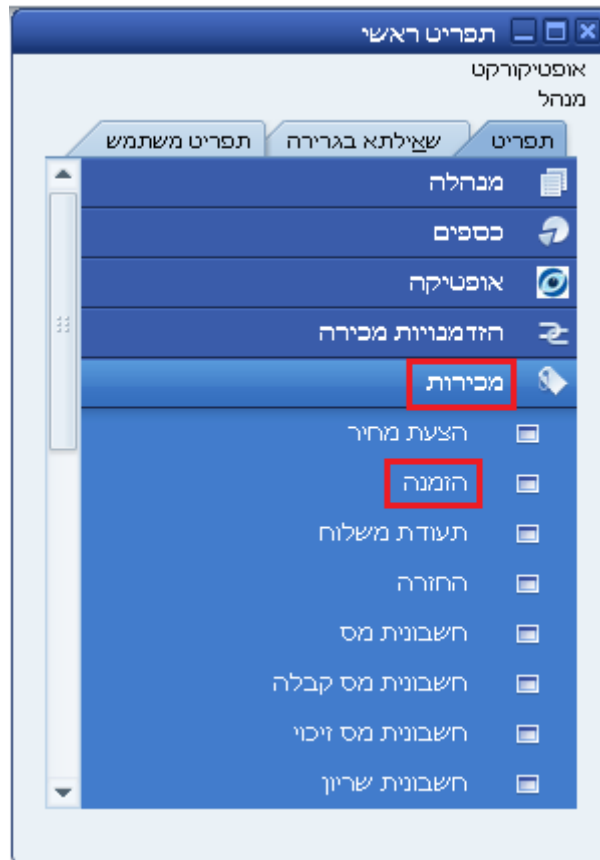 תפריט ראשי
אופטיקורקט
מנהל
תפריט שאילתא בגרירה תפריט משתמש
מנהלה
כספים
אופטיקה
הזדמנויות מכירה
מכירות
הצעת מחיר
הזמנה
תעודת משלוח
החזרה
חשבונית מס
חשבונית מס קבלה
חשבונית מס זיכוי
חשבונית שריון